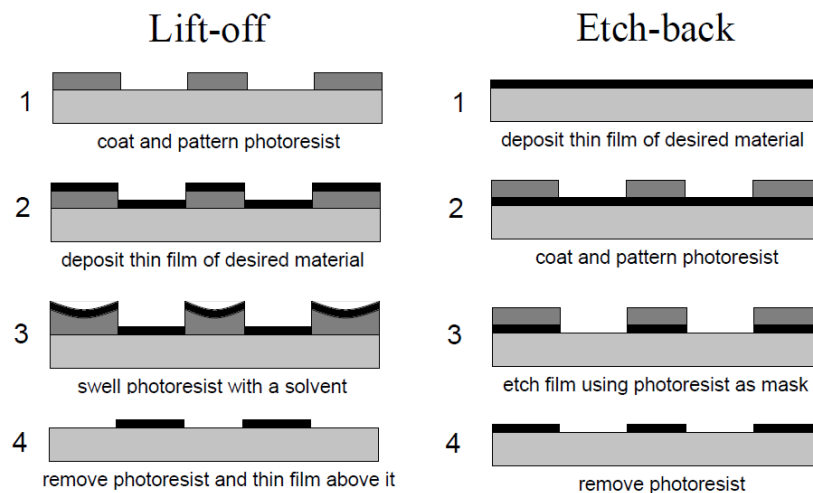 Lift-off
1
coat and pattern photoresist
2
deposit thin film of desired material
3
swell photoresist with a solvent
4
remove photoresist and thin film above it
Etch-back
1
deposit thin film of desired material
2
coat and pattern photoresist
3
etch film using photoresist as mask
4
remove photoresist